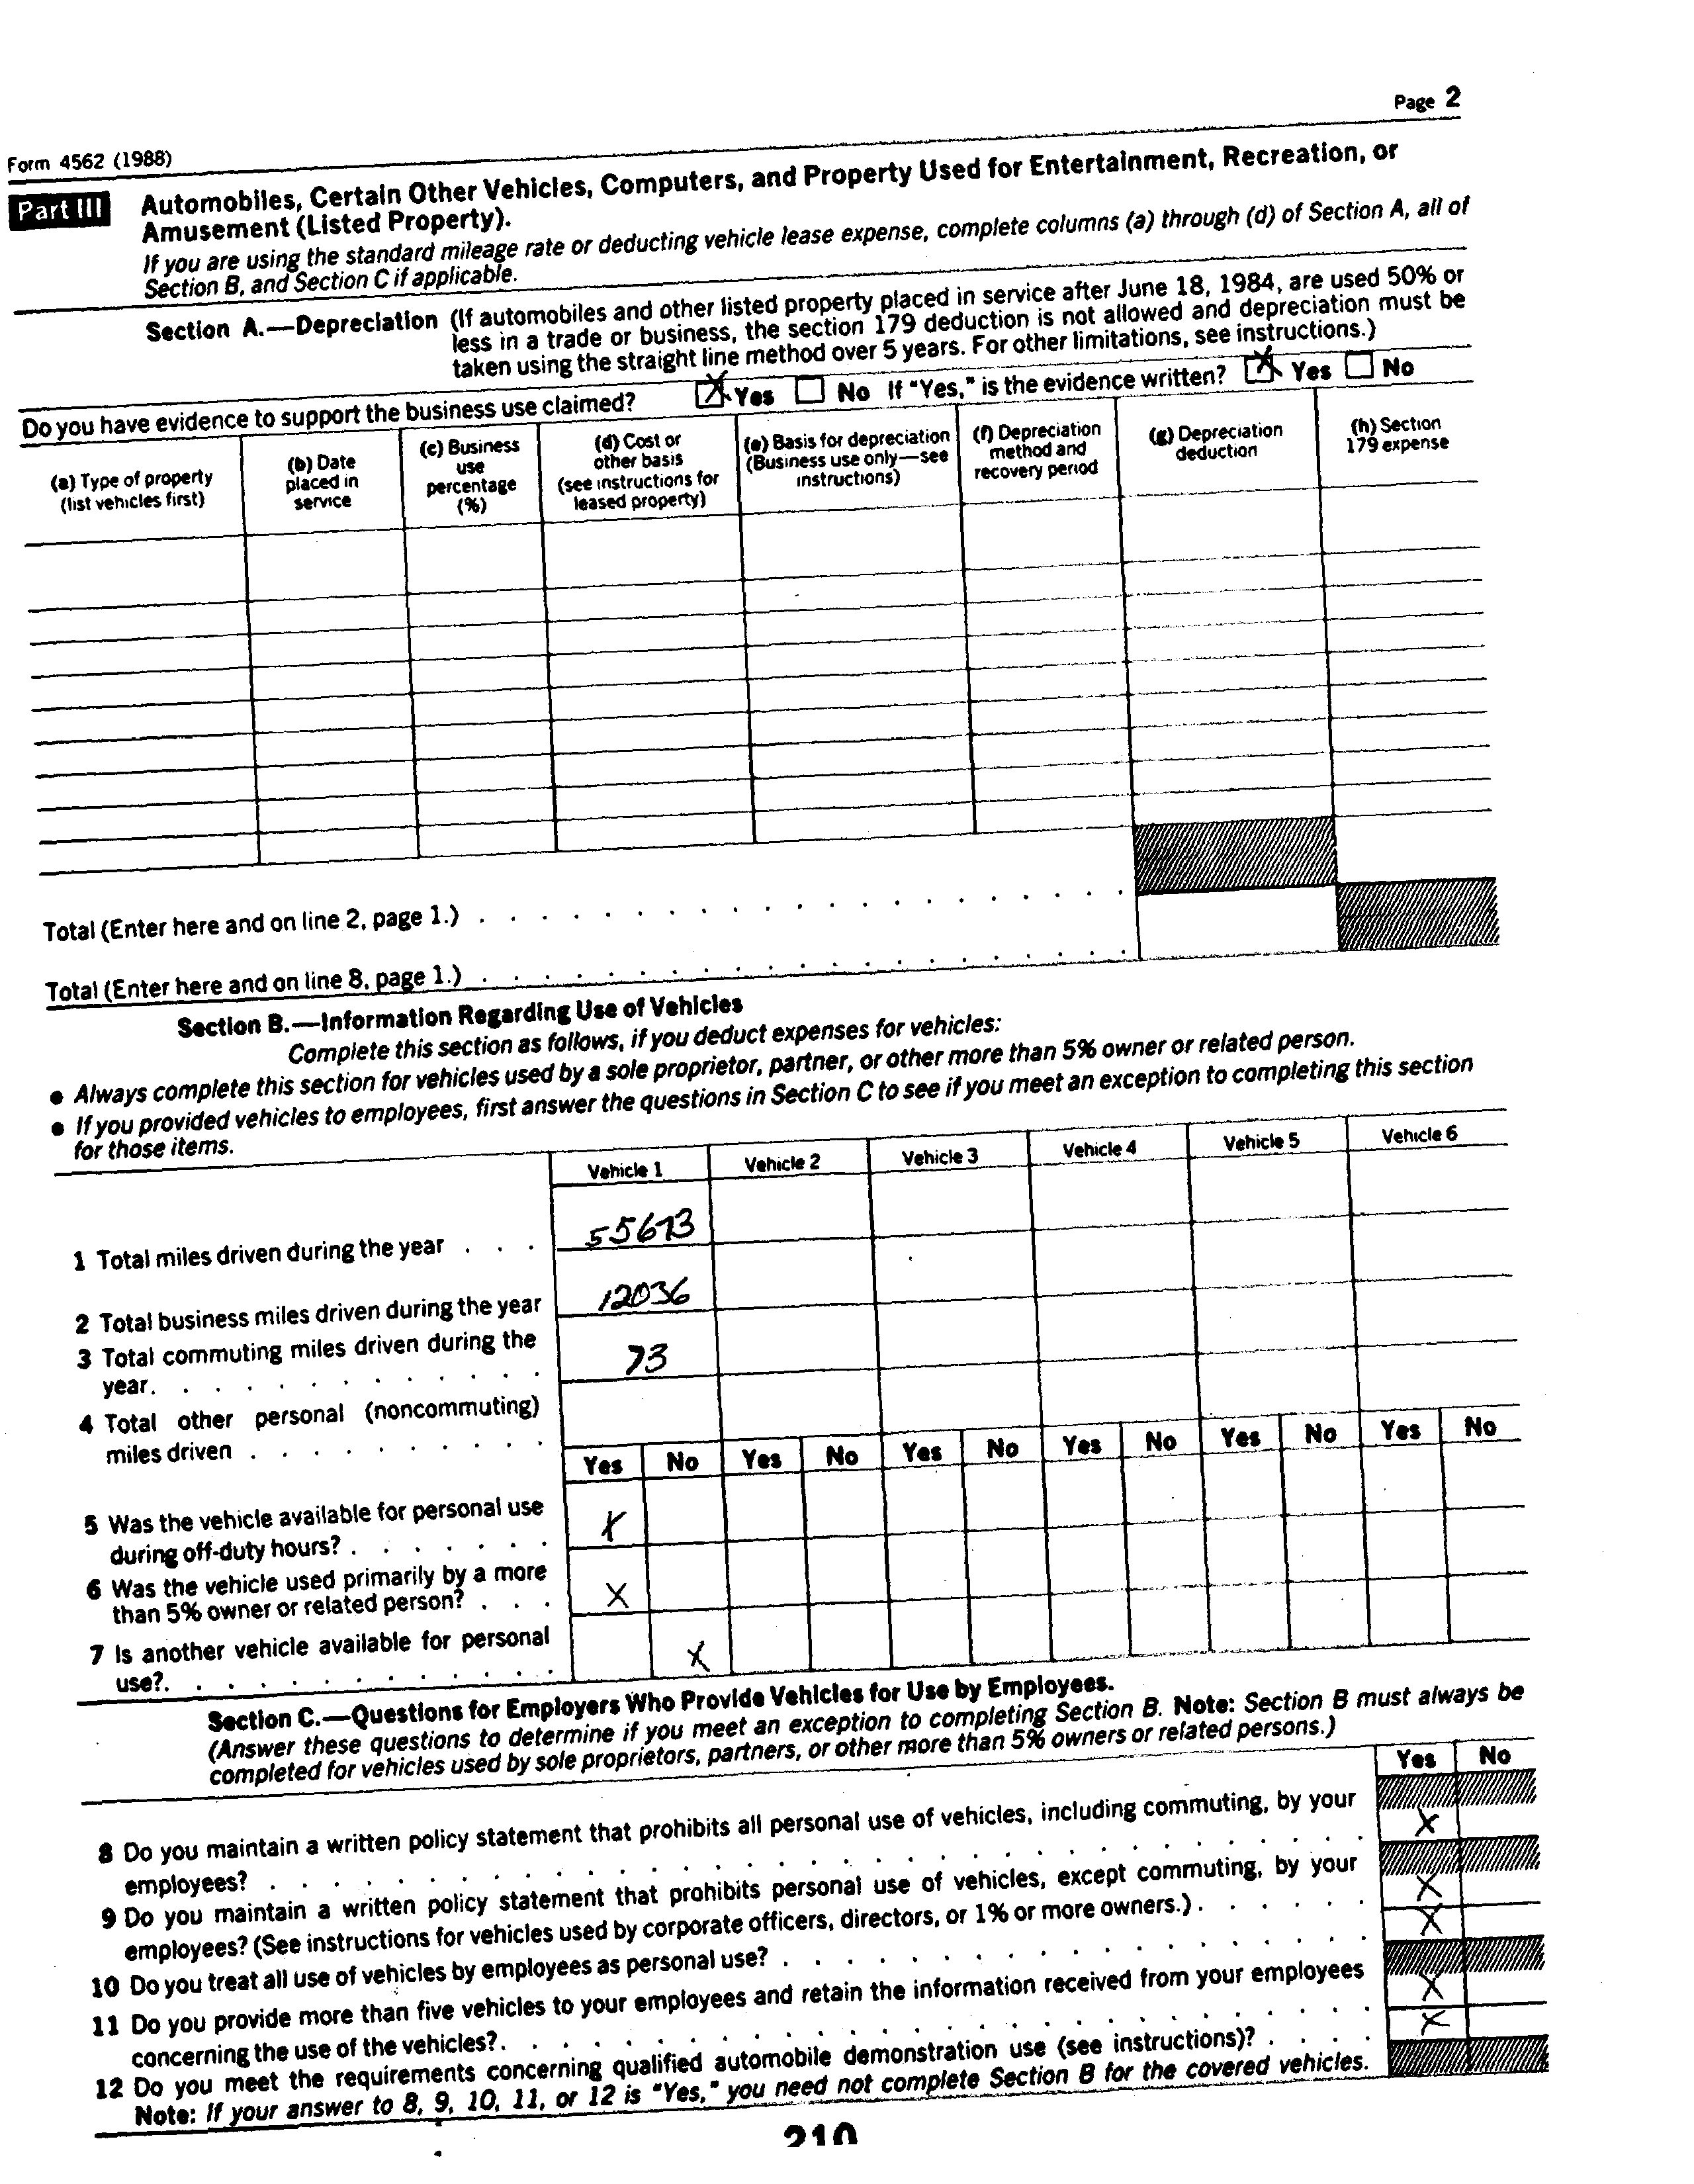 Page 2
Form 4562 (1988)
Part III Automobiles, Certain Other Vehicles, Computers, and Property Used for Entertainment, Recreation, or
Amusement (Listed Property).
If you are using the standard mileage rate or deducting vehicle lease expense, complete columns (a) through (d) of Section A, all of
Section B, and Section C if applicable.
Section A.—Depreciation (If automobiles and other listed property placed in service after June 18, 1984, are used 50% or
less in a trade or business, the section 179 deduction is not allowed and depreciation must be
taken using the straight line method over 5 years. For other limitations, see instructions.)
Do you have evidence to support the business use claimed? X Yes No If "Yes," is the evidence written? X Yes No
(a) Type of property
(list vehicles first)
(b) Date
placed in
service
(c) Business
use
percentage
(%)
(d) Cost or
other basis
(see instructions for
leased property)
(e) Basis for depreciation
(Business use only—see
instructions)
(f) Depreciation
method and
recovery period
(g) Depreciation
deduction
(h) Section
179 expense
Total (Enter here and on line 2, page 1.) . . . . . . . . . . . . . . . . . . . . .
Total (Enter here and on line 8, page 1.) . . . . . . . . . . . . . . . . . . . . .
Section B.—Information Regarding Use of Vehicles
Complete this section as follows, if you deduct expenses for vehicles:
● Always complete this section for vehicles used by a sole proprietor, partner, or other more than 5% owner or related person.
● If you provided vehicles to employees, first answer the questions in Section C to see if you meet an exception to completing this section
for those items.
Vehicle 1 Vehicle 2 Vehicle 3 Vehicle 4 Vehicle 5 Vehicle 6
1 Total miles driven during the year . . . 55673
2 Total business miles driven during the year 12036
3 Total commuting miles driven during the
year. . . . . . . . . . . . . 73
4 Total other personal (noncommuting)
miles driven . . . . . . . . . .
Yes No Yes No Yes No Yes No Yes No Yes No
5 Was the vehicle available for personal use
during off-duty hours? . . . . . . . X
6 Was the vehicle used primarily by a more
than 5% owner or related person? . . . X
7 Is another vehicle available for personal
use?. . . . . . . . . . . . . X
Section C.—Questions for Employers Who Provide Vehicles for Use by Employees.
(Answer these questions to determine if you meet an exception to completing Section B. Note: Section B must always be
completed for vehicles used by sole proprietors, partners, or other more than 5% owners or related persons.)
Yes No
8 Do you maintain a written policy statement that prohibits all personal use of vehicles, including commuting, by your
employees? . . . . . . . . . . . . . . . . . . . . . . . . . . . . . . . . . . X
9 Do you maintain a written policy statement that prohibits personal use of vehicles, except commuting, by your
employees? (See instructions for vehicles used by corporate officers, directors, or 1% or more owners.) . . . . . . X
10 Do you treat all use of vehicles by employees as personal use? . . . . . . . . . . . . . . . . . . . X
11 Do you provide more than five vehicles to your employees and retain the information received from your employees
concerning the use of the vehicles?. . . . . . . . . . . . . . . . . . . . . . . . . . . . X
12 Do you meet the requirements concerning qualified automobile demonstration use (see instructions)? . . . . X
Note: If your answer to 8, 9, 10, 11, or 12 is "Yes," you need not complete Section B for the covered vehicles.
210